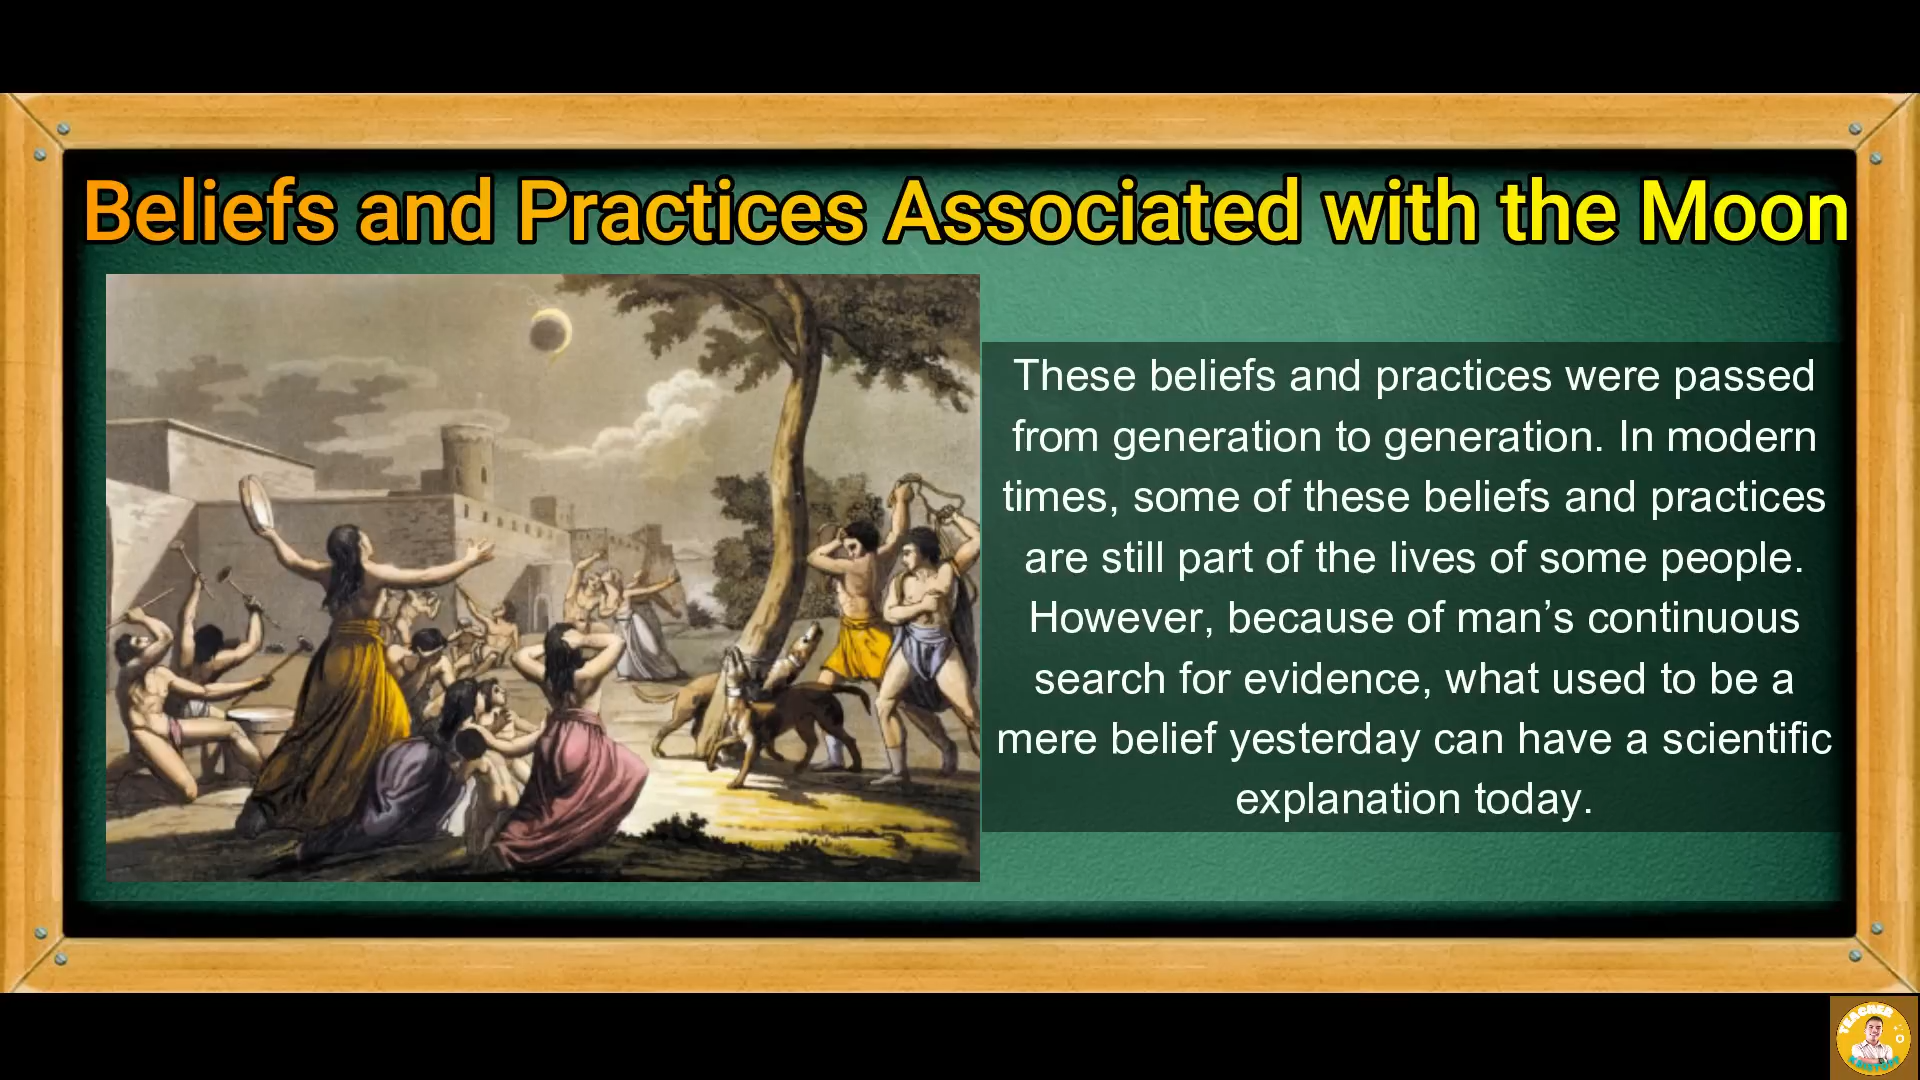 Beliefs and Practices Associated with the Moon
These beliefs and practices were passed
from generation to generation. In modern
times, some of these beliefs and practices
are still part of the lives of some people.
However, because of man’s continuous
search for evidence, what used to be a
mere belief yesterday can have a scientific
explanation today.
TEACHER